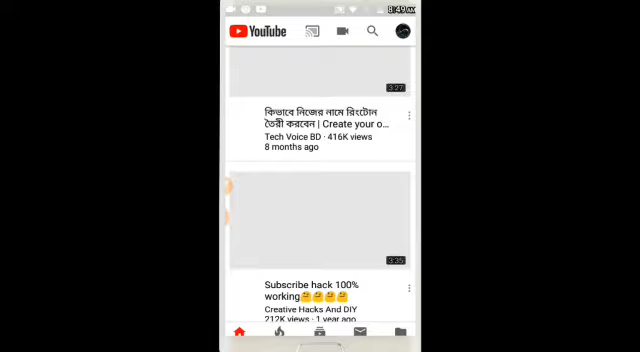 8:49 AM
YouTube
3:27
কিভাবে নিজের নামে রিংটোন
তৈরী করবেন | Create your o...
Tech Voice BD · 416K views
8 months ago
3:35
Subscribe hack 100%
working🤔🤔🤔🤔
Creative Hacks And DIY
212K views · 1 year ago